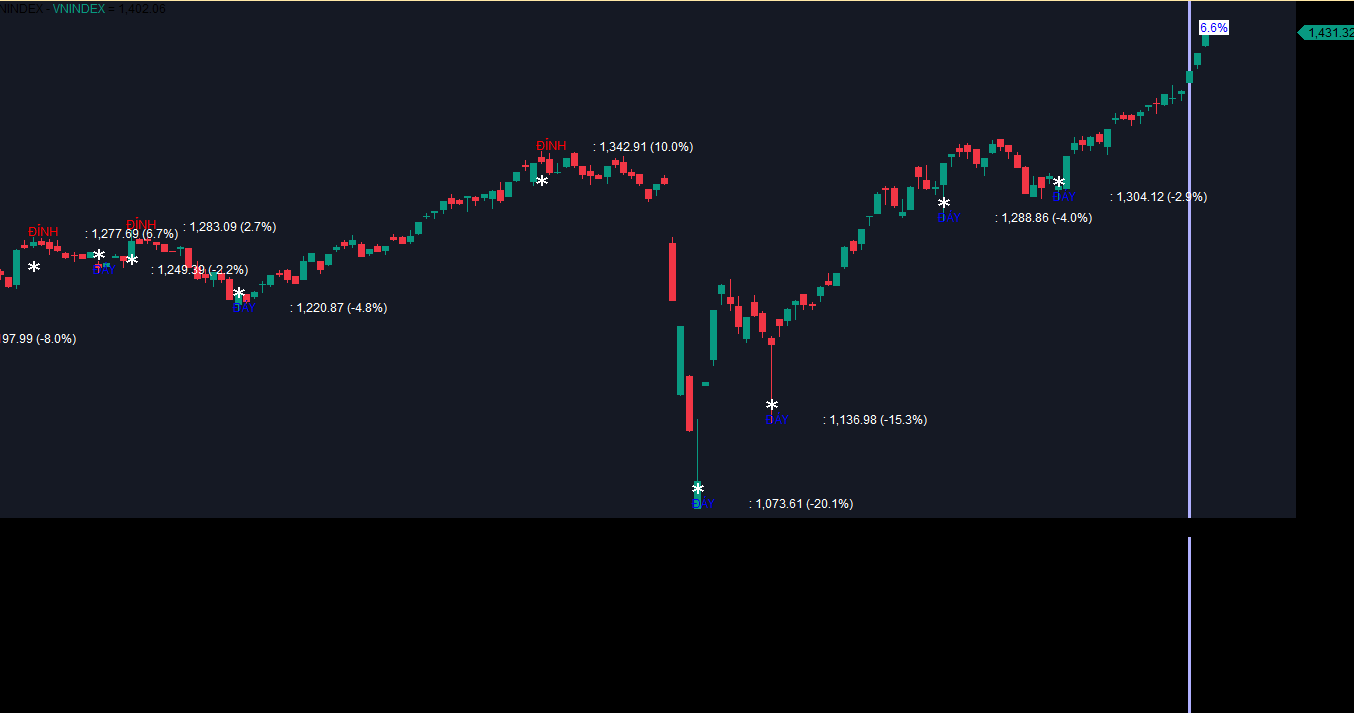 VNINDEX - VNINDEX = 1,402.06
6.6%
1,431.32
ĐỈNH : 1,342.91 (10.0%)
ĐỈNH : 1,283.09 (2.7%)
ĐỈNH : 1,277.69 (6.7%)
ĐÁY : 1,304.12 (-2.9%)
ĐÁY : 1,288.86 (-4.0%)
ĐÁY : 1,249.39 (-2.2%)
ĐÁY : 1,220.87 (-4.8%)
97.99 (-8.0%)
ĐÁY : 1,136.98 (-15.3%)
ĐÁY : 1,073.61 (-20.1%)